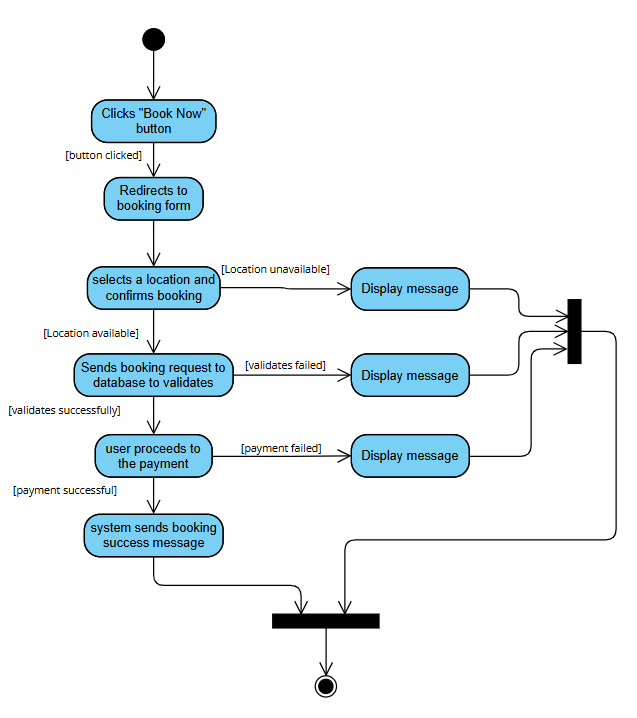 Clicks "Book Now"
button
[button clicked]
Redirects to
booking form
selects a location and
confirms booking
[Location unavailable]
Display message
[Location available]
Sends booking request to
database to validates
[validates failed]
Display message
[validates successfully]
user proceeds to
the payment
[payment failed]
Display message
[payment successful]
system sends booking
success message